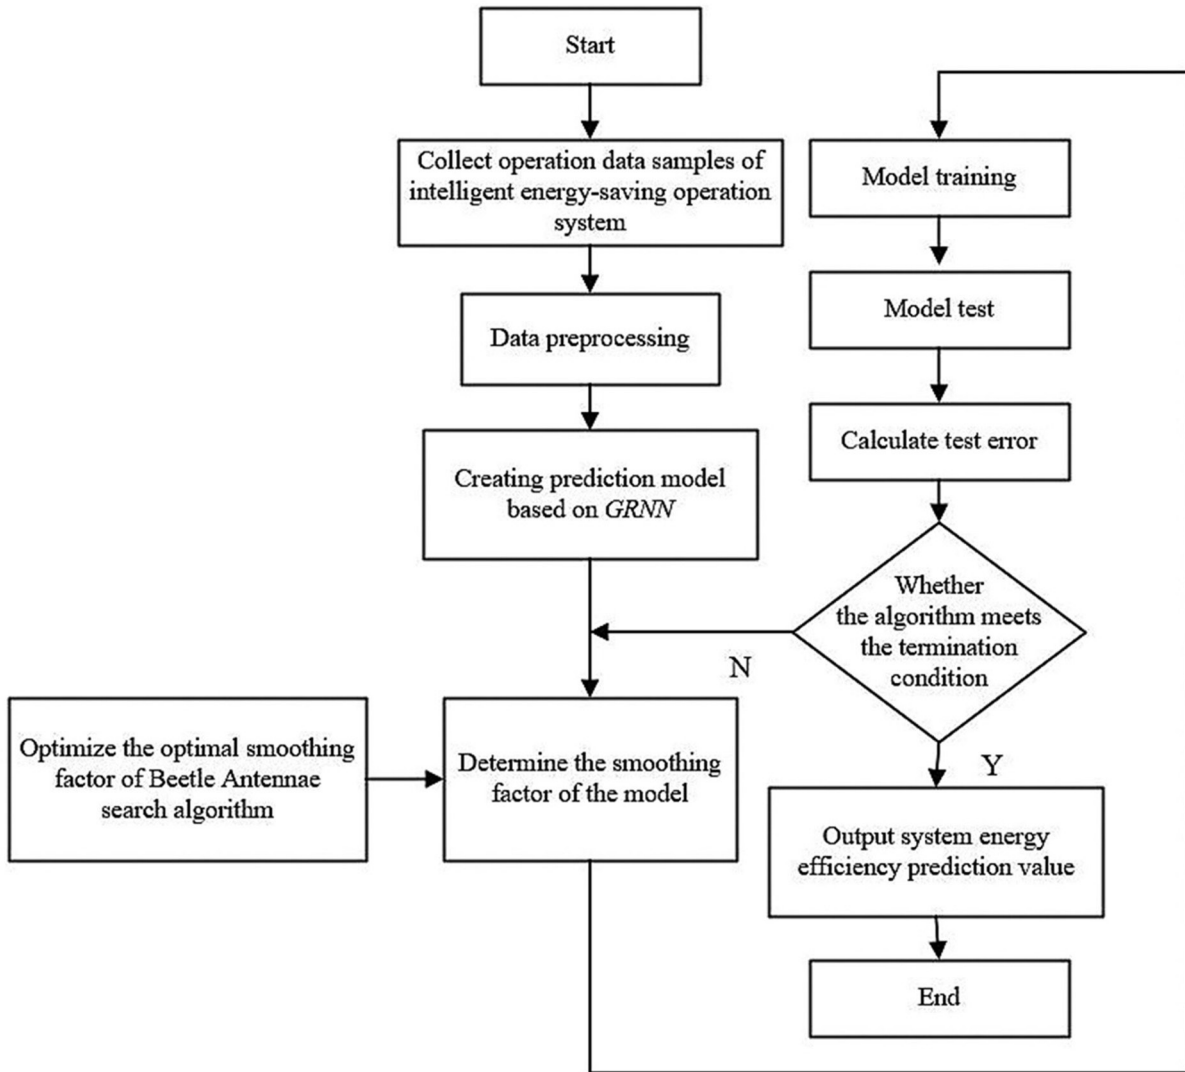 Start
Collect operation data samples of
intelligent energy-saving operation
system
Data preprocessing
Creating prediction model
based on GRNN
Optimize the optimal smoothing
factor of Beetle Antennae
search algorithm
Determine the smoothing
factor of the model
Model training
Model test
Calculate test error
Whether
the algorithm meets
the termination
condition
N
Y
Output system energy
efficiency prediction value
End